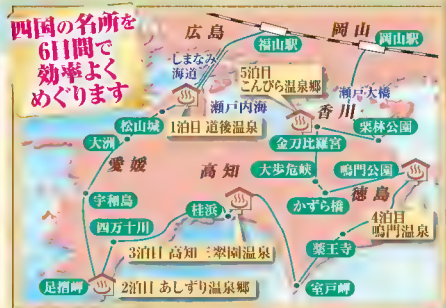 四国の名所を
6日間で
効率よく
めぐります
広島
岡山
福山駅
岡山駅
しまなみ
海道
瀬戸大橋
5泊目
こんぴら温泉郷
瀬戸内海
香川
栗林公園
松山城
1泊目 道後温泉
金刀比羅宮
大洲
愛媛
高知
大歩危峡
鳴門公園
徳島
宇和島
桂浜
かずら橋
4泊目
鳴門温泉
四万十川
薬王寺
3泊目 高知 三翠園温泉
足摺岬
2泊目 あしずり温泉郷
室戸岬